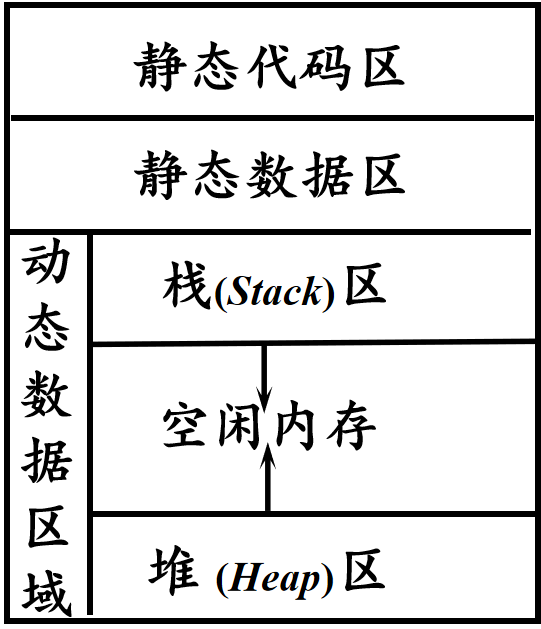 静态代码区
静态数据区
动态数据区域
栈(Stack)区
空闲内存
堆 (Heap)区